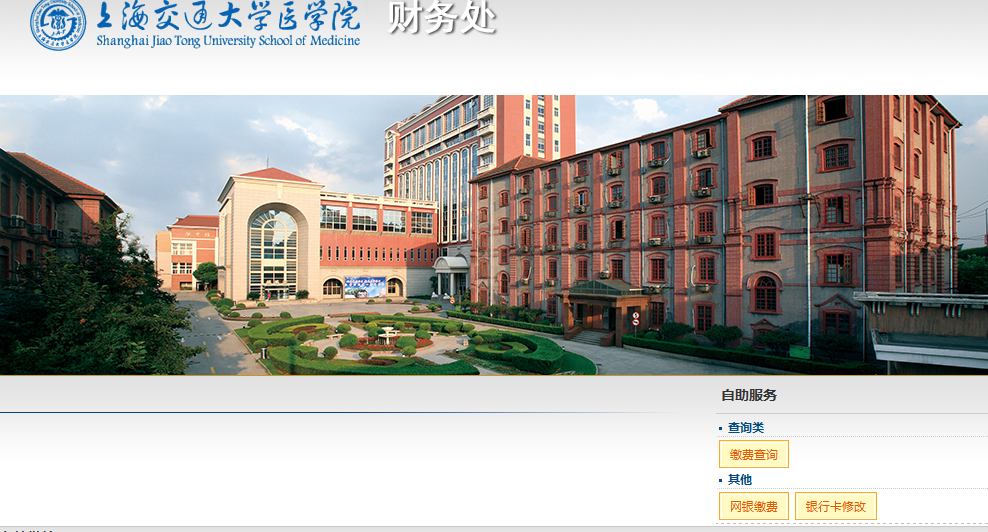 上海交通大学医学院 财务处
Shanghai Jiao Tong University School of Medicine
自助服务
查询类
缴费查询
其他
网银缴费 银行卡修改